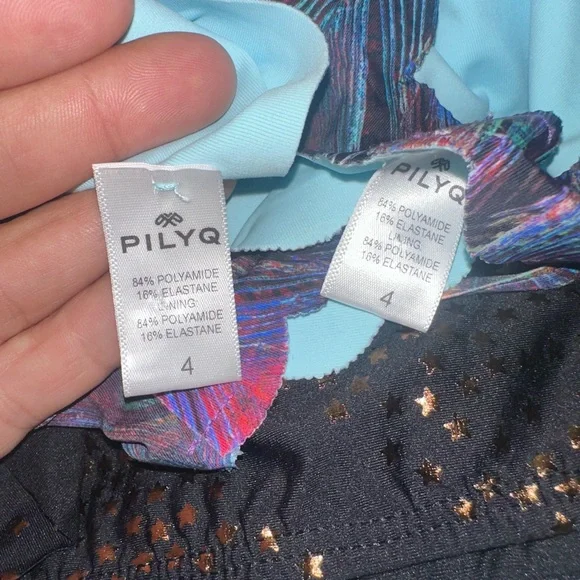 PILYQ
84% POLYAMIDE
16% ELASTANE
LINING:
84% POLYAMIDE
16% ELASTANE
4
PILYQ
84% POLYAMIDE
16% ELASTANE
LINING:
84% POLYAMIDE
16% ELASTANE
4